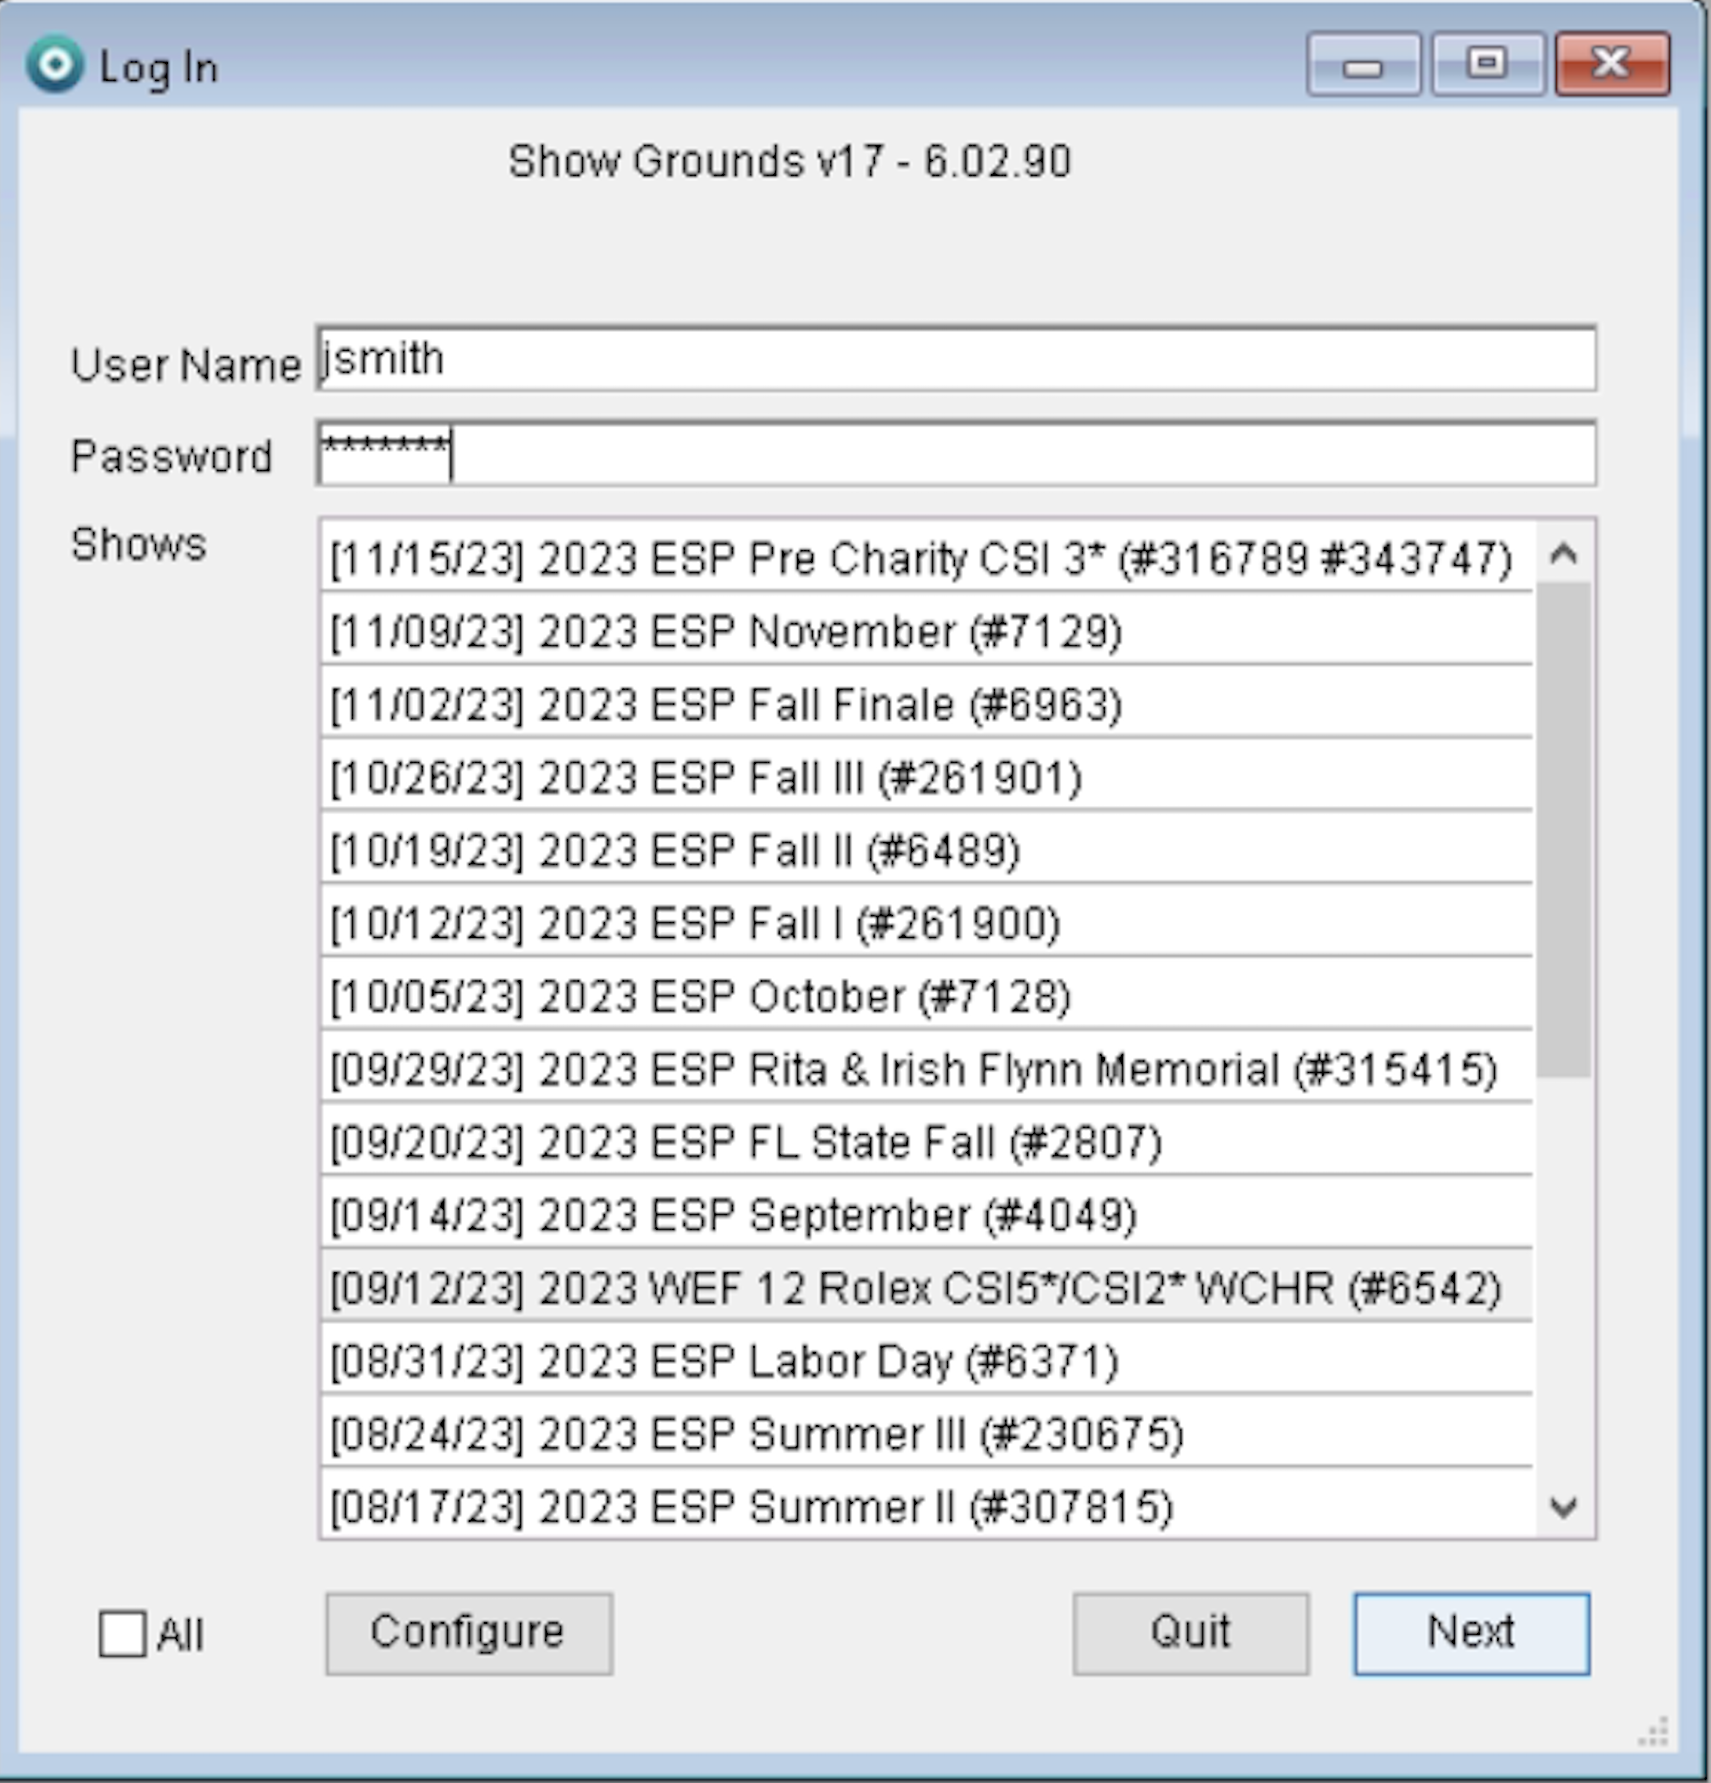 Log In
Show Grounds v17 - 6.02.90
User Name jsmith
Password *******
Shows
[11/15/23] 2023 ESP Pre Charity CSI 3* (#316789 #343747)
[11/09/23] 2023 ESP November (#7129)
[11/02/23] 2023 ESP Fall Finale (#6963)
[10/26/23] 2023 ESP Fall III (#261901)
[10/19/23] 2023 ESP Fall II (#6489)
[10/12/23] 2023 ESP Fall I (#261900)
[10/05/23] 2023 ESP October (#7128)
[09/29/23] 2023 ESP Rita & Irish Flynn Memorial (#315415)
[09/20/23] 2023 ESP FL State Fall (#2807)
[09/14/23] 2023 ESP September (#4049)
[09/12/23] 2023 WEF 12 Rolex CSI5*/CSI2* WCHR (#6542)
[08/31/23] 2023 ESP Labor Day (#6371)
[08/24/23] 2023 ESP Summer III (#230675)
[08/17/23] 2023 ESP Summer II (#307815)
All Configure Quit Next